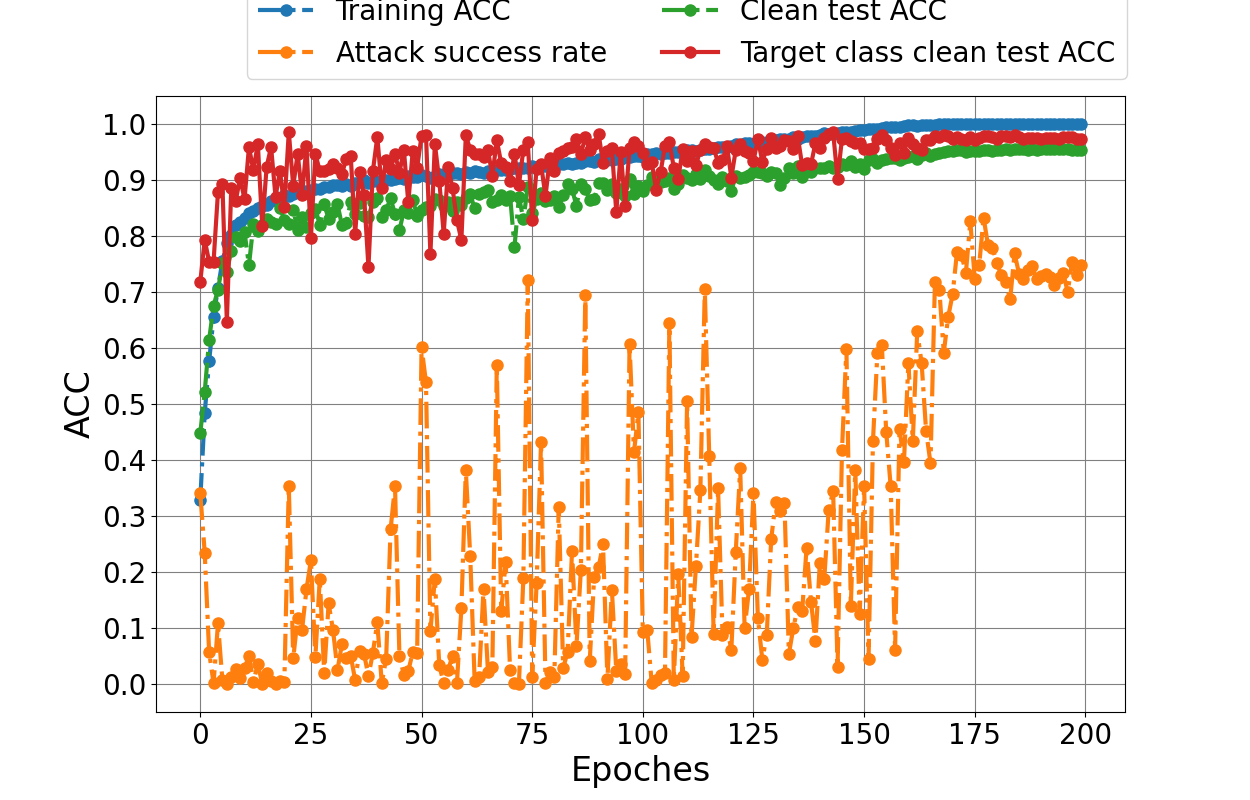 Training ACC
Clean test ACC
Attack success rate
Target class clean test ACC
1.0
0.9
0.8
0.7
0.6
0.5
0.4
0.3
0.2
0.1
0.0
ACC
0 25 50 75 100 125 150 175 200
Epoches